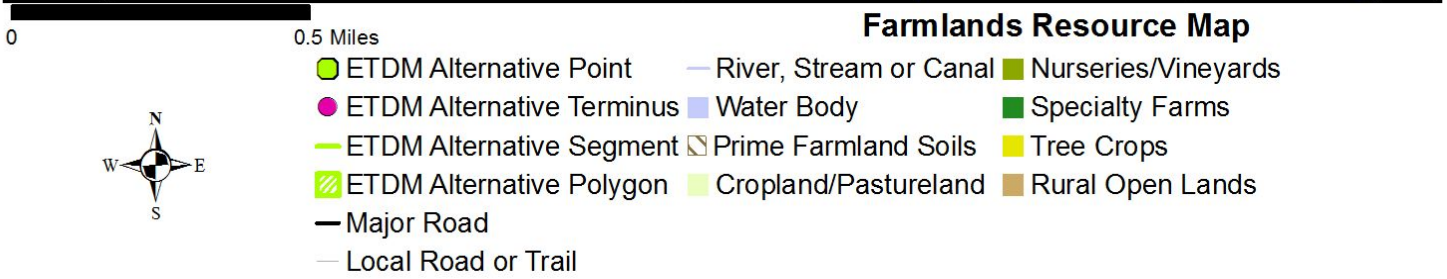 Farmlands Resource Map
0 0.5 Miles
ETDM Alternative Point River, Stream or Canal Nurseries/Vineyards
ETDM Alternative Terminus Water Body Specialty Farms
ETDM Alternative Segment Prime Farmland Soils Tree Crops
ETDM Alternative Polygon Cropland/Pastureland Rural Open Lands
Major Road
Local Road or Trail
N
W E
S